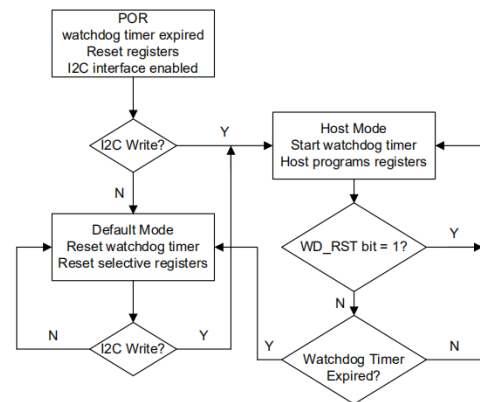 POR
watchdog timer expired
Reset registers
I2C interface enabled
I2C Write?
Y
N
Host Mode
Start watchdog timer
Host programs registers
Default Mode
Reset watchdog timer
Reset selective registers
WD_RST bit = 1?
Y
N
I2C Write?
N
Y
Watchdog Timer
Expired?
Y
N